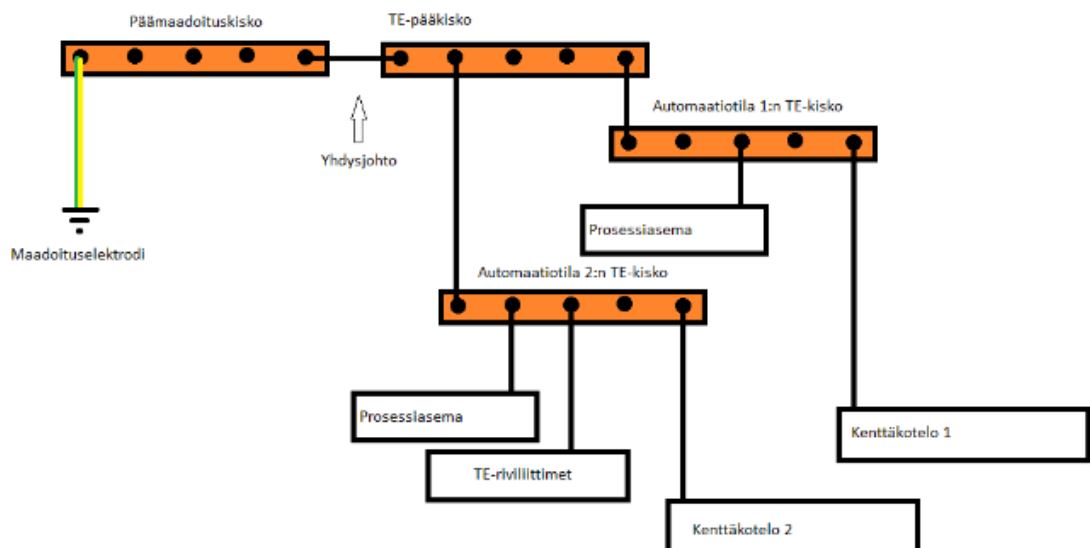 Päämaadoituskisko
TE-pääkisko
Automaatiotila 1:n TE-kisko
Yhdysjohto
Prosessiasema
Maadoituselektrodi
Automaatiotila 2:n TE-kisko
Prosessiasema
Kenttäkotelo 1
TE-riviliittimet
Kenttäkotelo 2